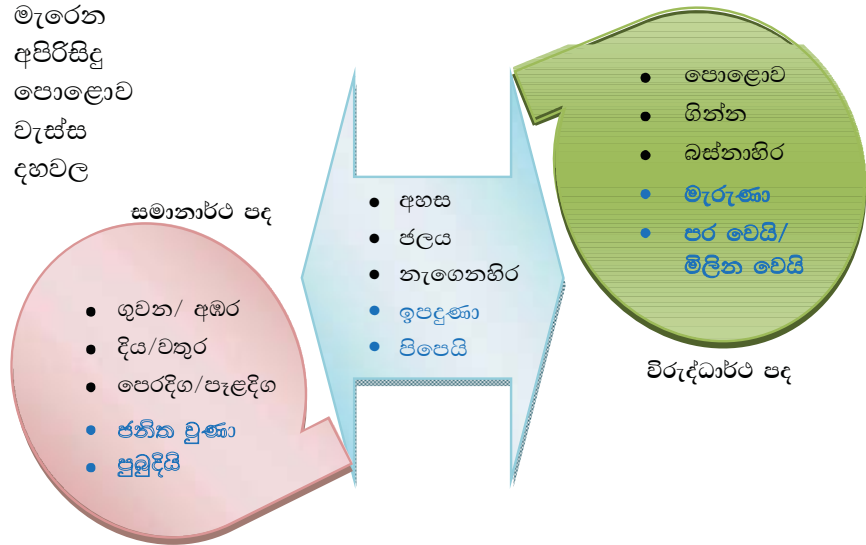 මැරෙන
අපිරිසිදු
පොළොව
වැස්ස
දහවල
සමානාර්ථ පද
• ගුවන/ අඹර
• දිය/වතුර
• පෙරදිග/පෑළදිග
• ජනිත වුණා
• පුබුදියි
• අහස
• ජලය
• නැගෙනහිර
• ඉපදුණා
• පිපෙයි
• පොළොව
• ගින්න
• බස්නාහිර
• මැරුණා
• පර වෙයි/
මිලින වෙයි
විරුද්ධාර්ථ පද